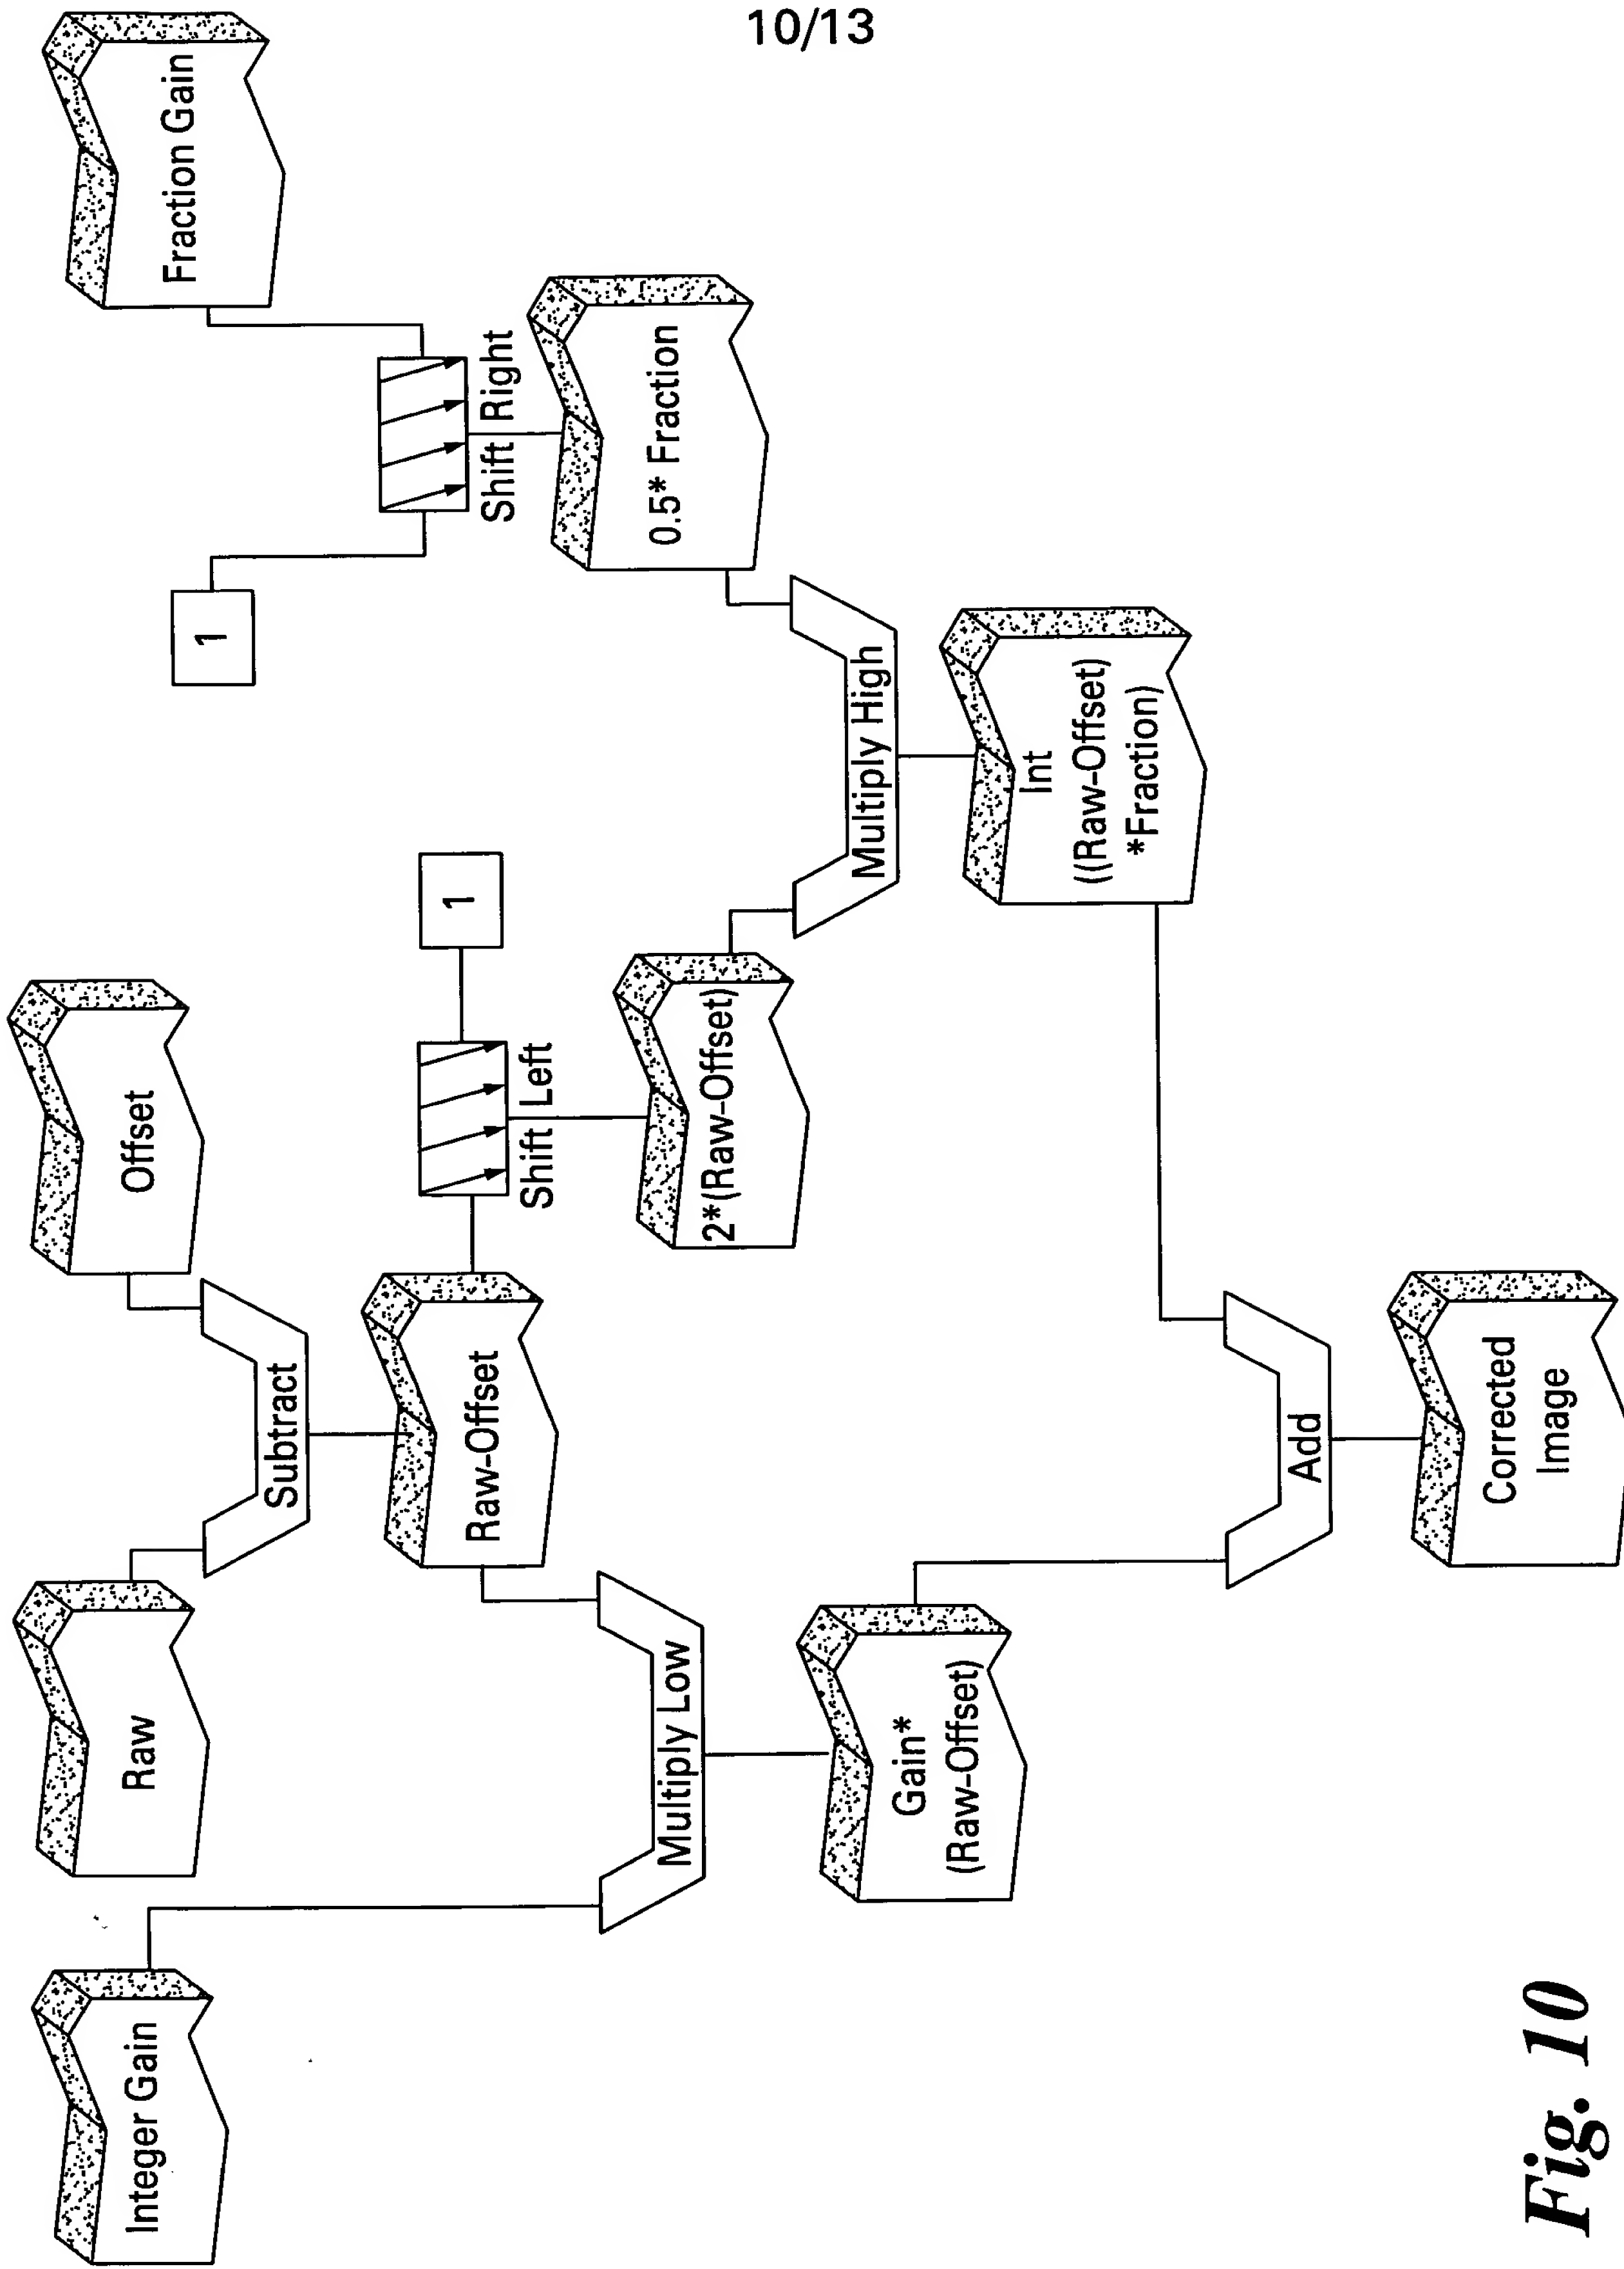 10/13
Integer Gain
Raw
Offset
Fraction Gain
Subtract
1
Shift Right
Raw-Offset
Shift Left
1
0.5* Fraction
Multiply Low
2*(Raw-Offset)
Multiply High
Gain*
(Raw-Offset)
Int
((Raw-Offset)
*Fraction)
Add
Corrected
Image
Fig. 10